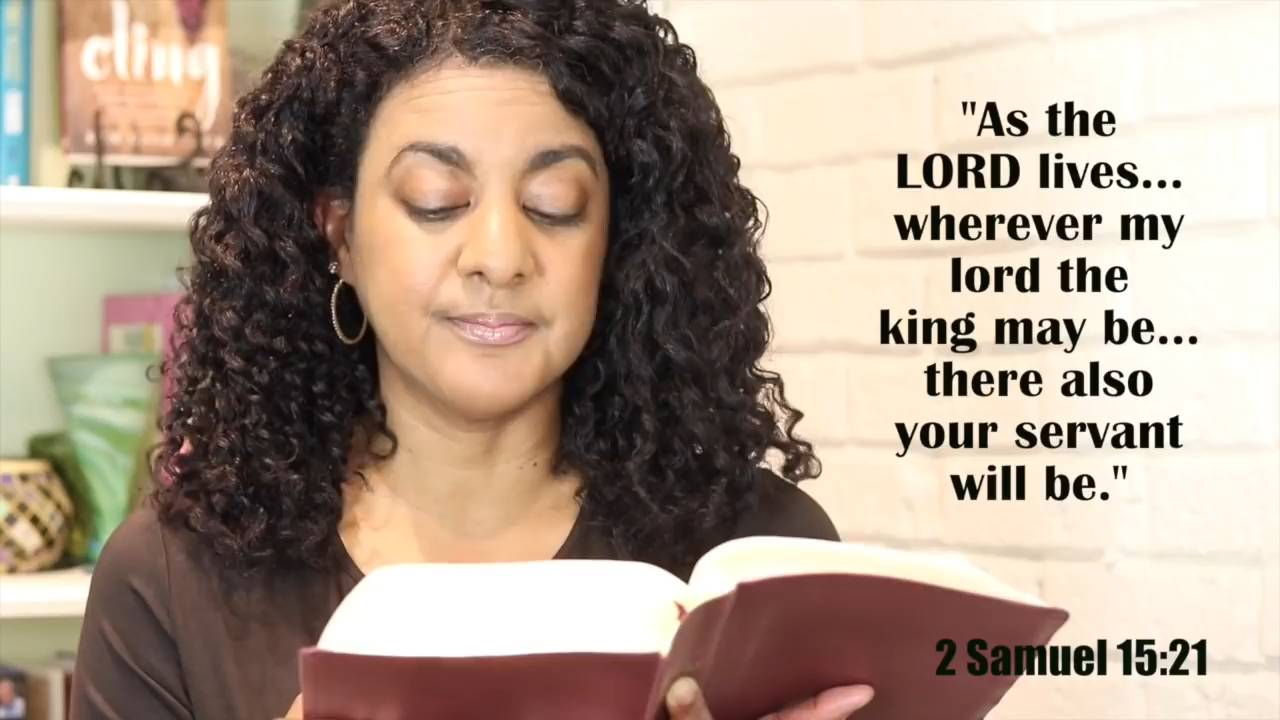 cling
"As the
LORD lives...
wherever my
lord the
king may be...
there also
your servant
will be."
2 Samuel 15:21